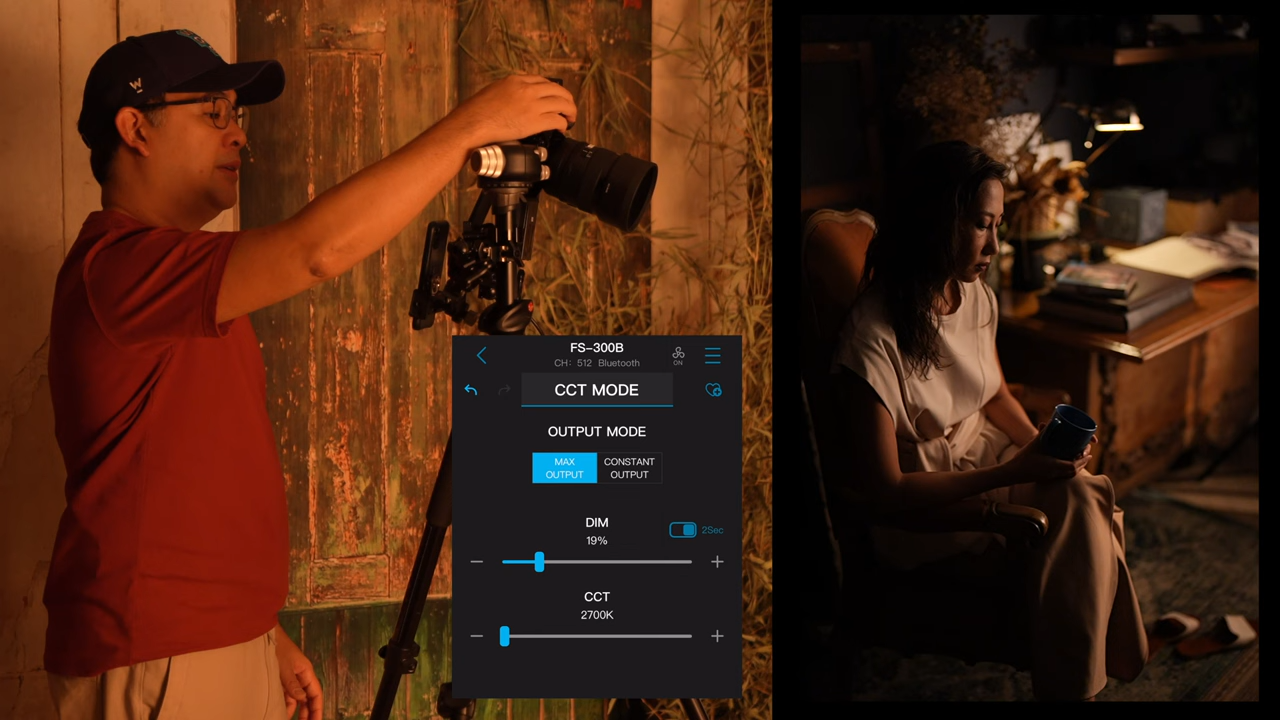 W
FS-300B
CH: 512 Bluetooth
ON
CCT MODE
OUTPUT MODE
MAX
OUTPUT
CONSTANT
OUTPUT
DIM
2Sec
19%
CCT
2700K